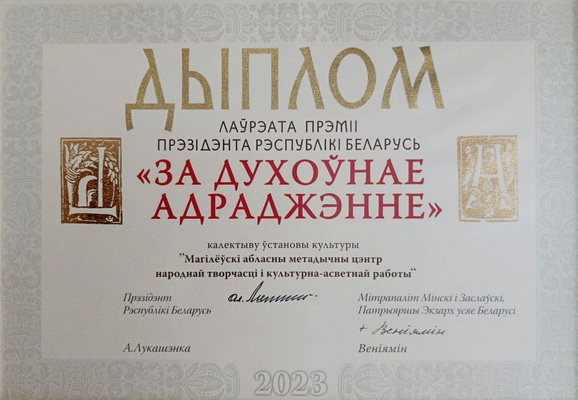 ДЫПЛОМ
ЛАЎРЭАТА ПРЭМІІ
ПРЭЗІДЭНТА РЭСПУБЛІКІ БЕЛАРУСЬ
«ЗА ДУХОЎНАЕ
АДРАДЖЭННЕ»
калектыву ўстановы культуры
"Магілёўскі абласны метадычны цэнтр
народнай творчасці і культурна-асветнай работы"
Прэзідэнт
Рэспублікі Беларусь
А.Лукашэнка
Мітрапаліт Мінскі і Заслаўскі,
Патрыяршы Экзарх усяе Беларусі
+ Веніямін
Веніямін
2023